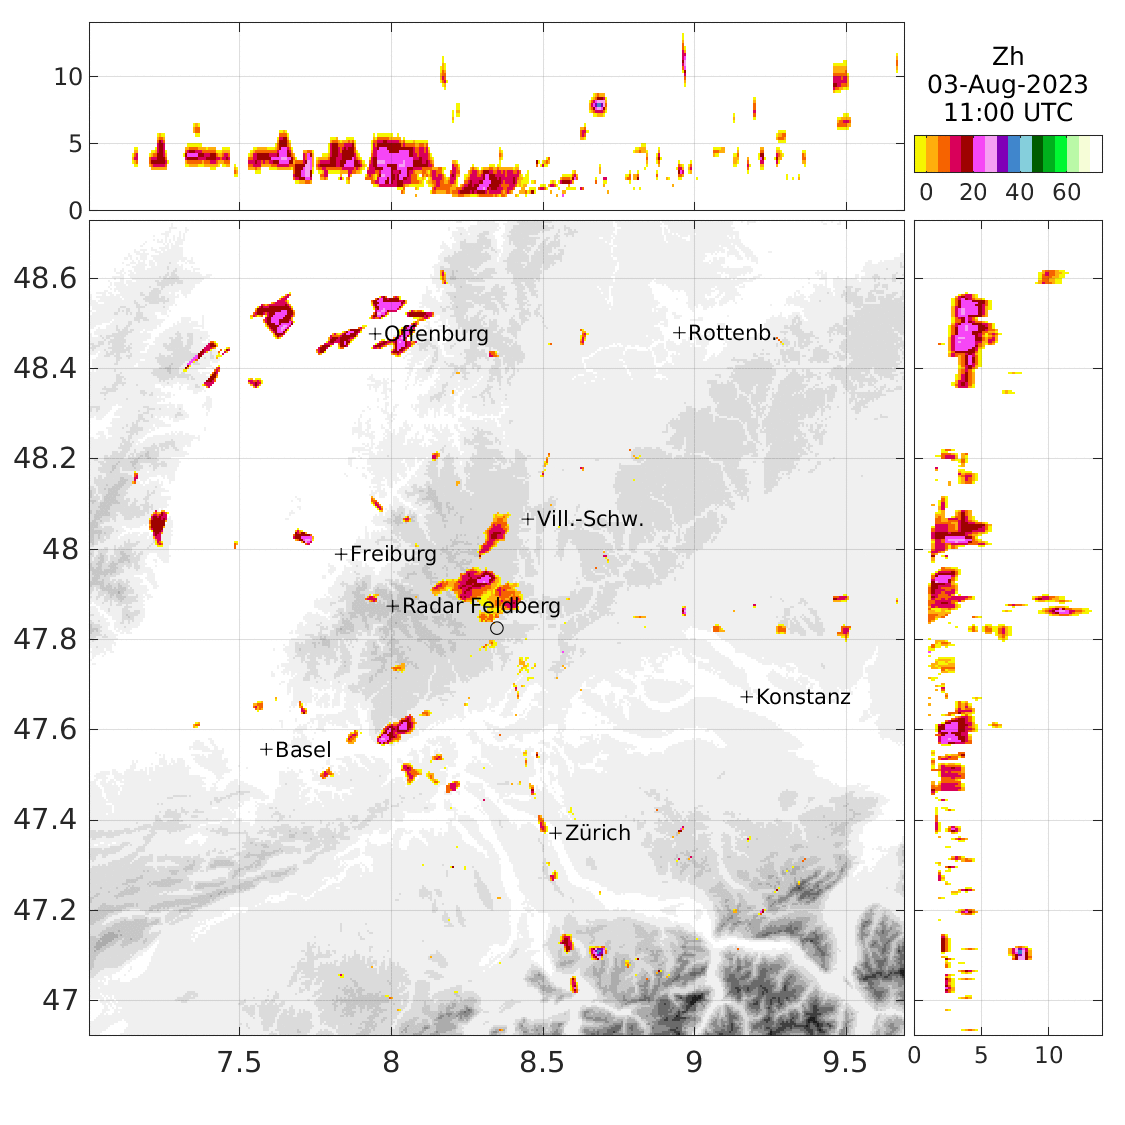 10
5
0
Zh
03-Aug-2023
11:00 UTC
0 20 40 60
48.6
48.4
48.2
48
47.8
47.6
47.4
47.2
47
+Offenburg
+Rottenb.
+Vill.-Schw.
+Freiburg
+Radar Feldberg
+Konstanz
+Basel
+Zürich
7.5 8 8.5 9 9.5
0 5 10